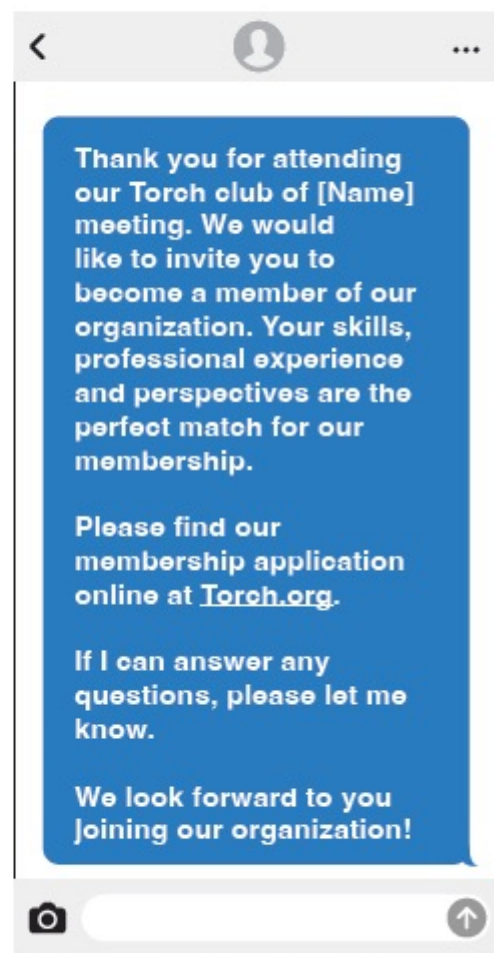 Thank you for attending
our Torch club of [Name]
meeting. We would
like to invite you to
become a member of our
organization. Your skills,
professional experience
and perspectives are the
perfect match for our
membership.
Please find our
membership application
online at Torch.org.
If I can answer any
questions, please let me
know.
We look forward to you
joining our organization!